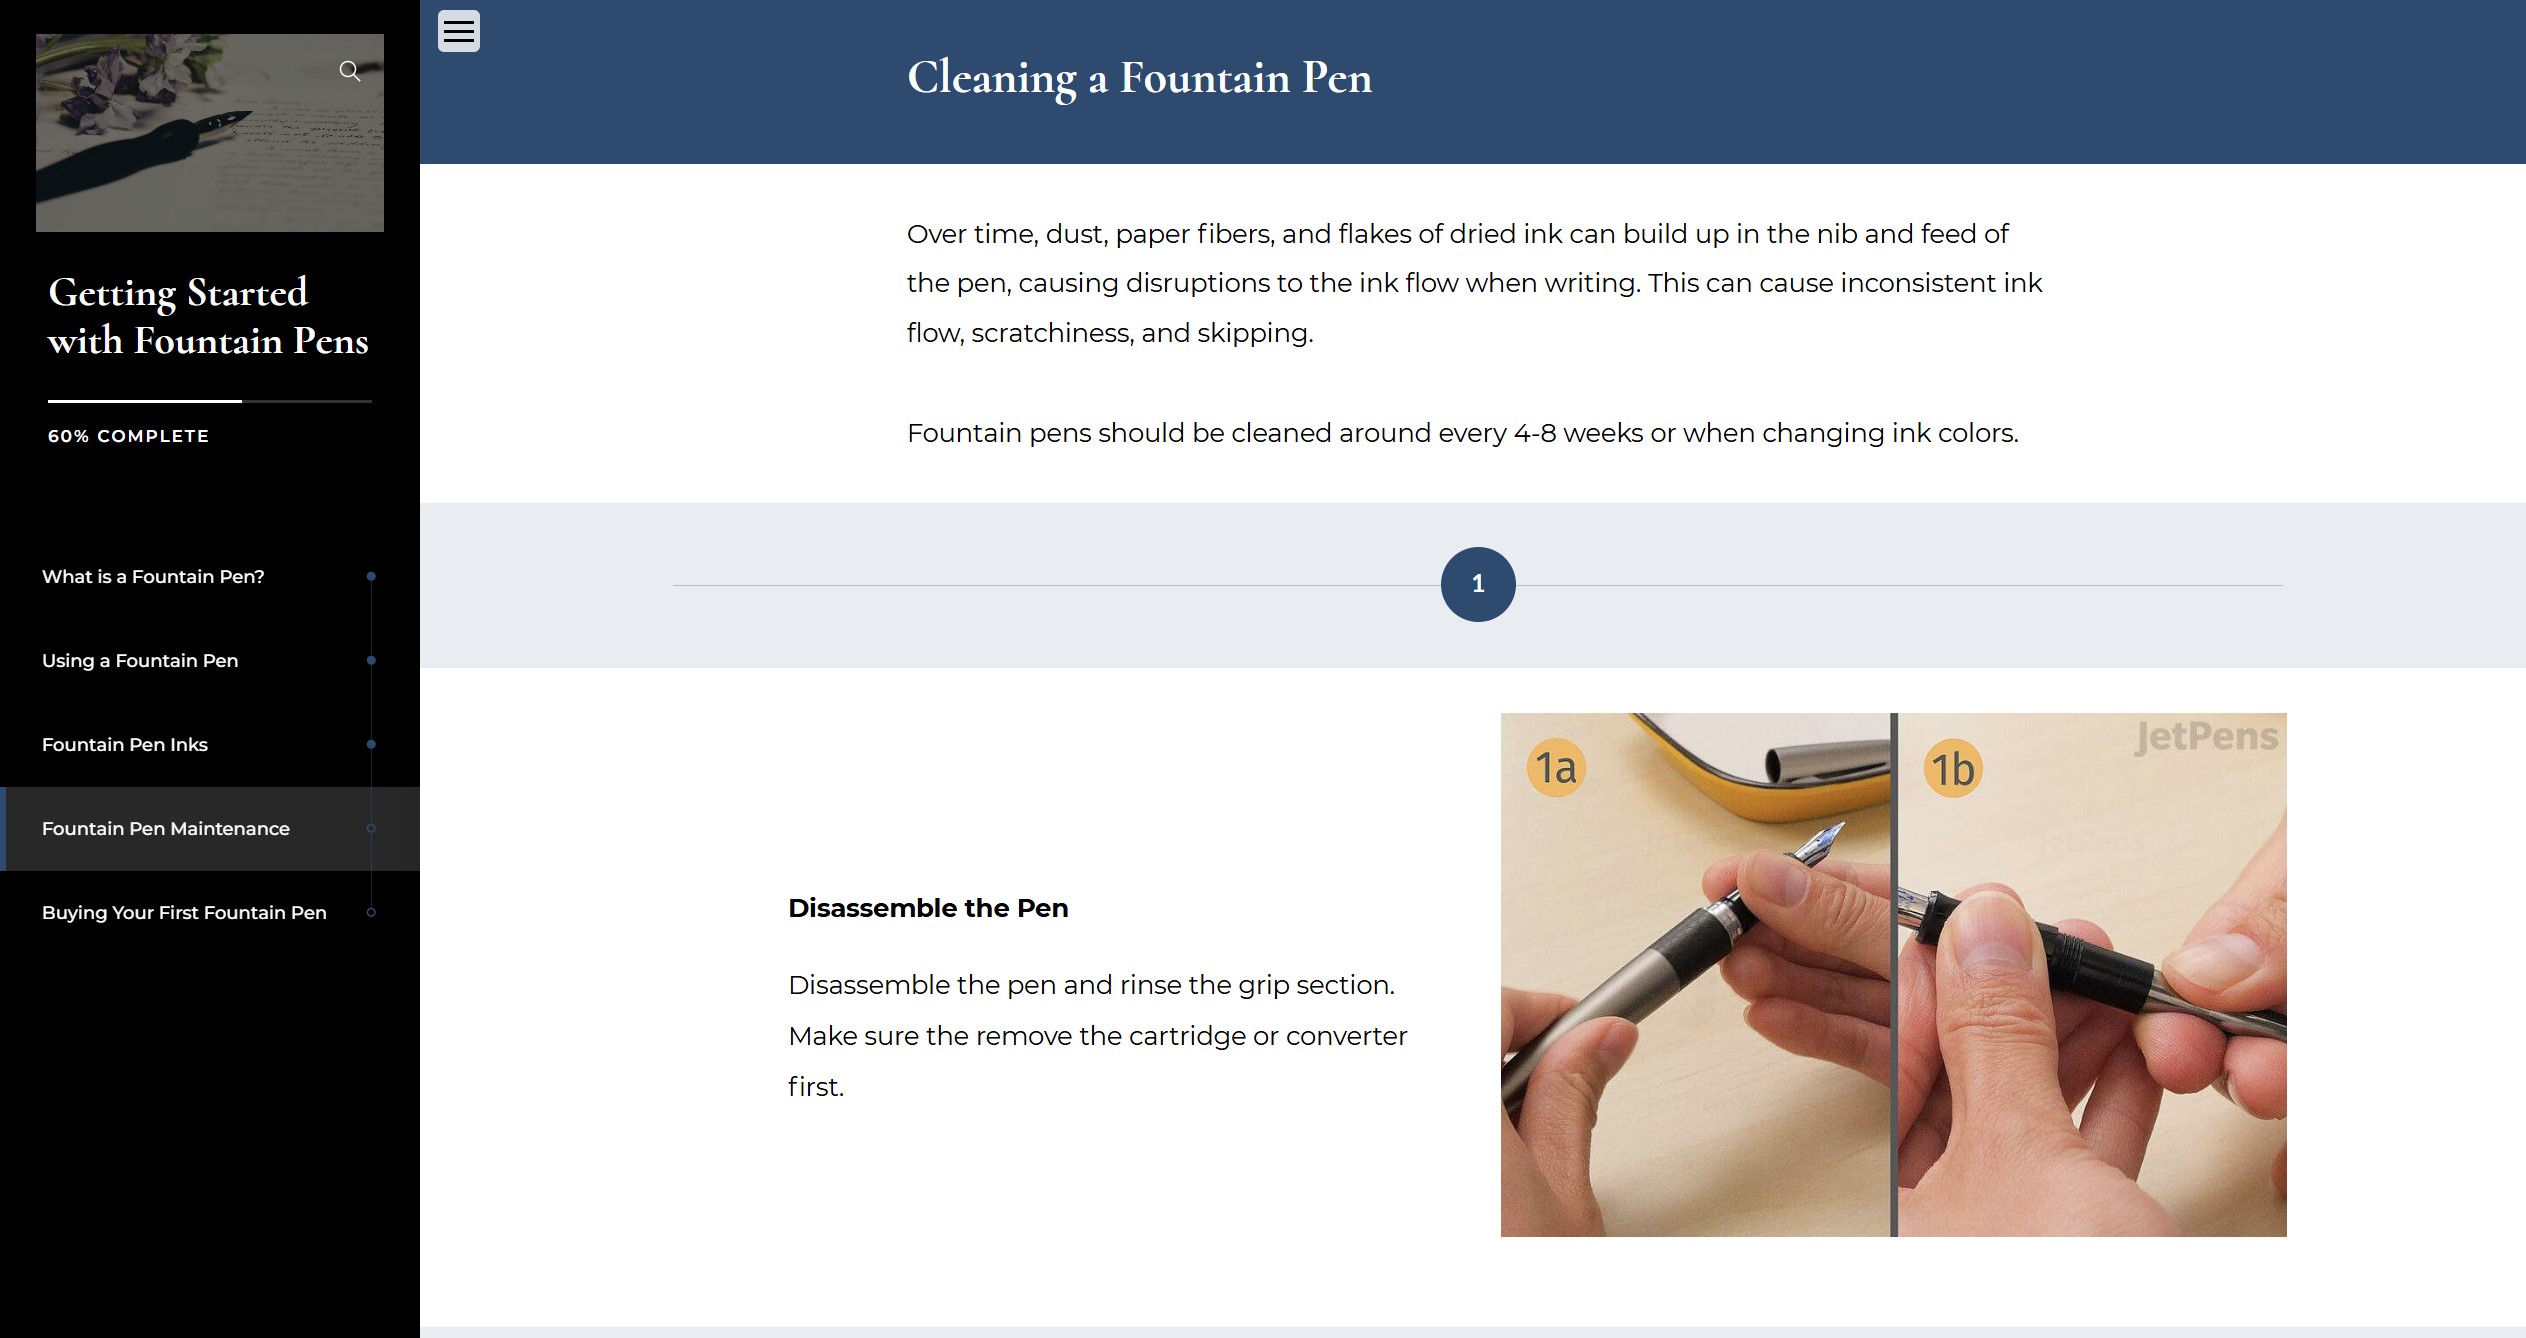 Getting Started
with Fountain Pens
60% COMPLETE
What is a Fountain Pen?
Using a Fountain Pen
Fountain Pen Inks
Fountain Pen Maintenance
Buying Your First Fountain Pen
Cleaning a Fountain Pen
Over time, dust, paper fibers, and flakes of dried ink can build up in the nib and feed of
the pen, causing disruptions to the ink flow when writing. This can cause inconsistent ink
flow, scratchiness, and skipping.
Fountain pens should be cleaned around every 4-8 weeks or when changing ink colors.
1
Disassemble the Pen
Disassemble the pen and rinse the grip section.
Make sure the remove the cartridge or converter
first.
1a
1b
JetPens